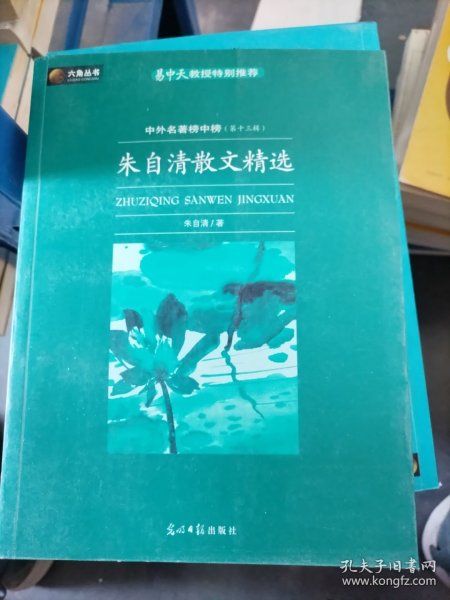 六角丛书
易中天教授特别推荐
中外名著榜中榜(第十三辑)
朱自清散文精选
ZHUZIQING SANWEN JINGXUAN
朱自清/著
光明日报出版社
孔夫子旧书网
www.kongfz.com